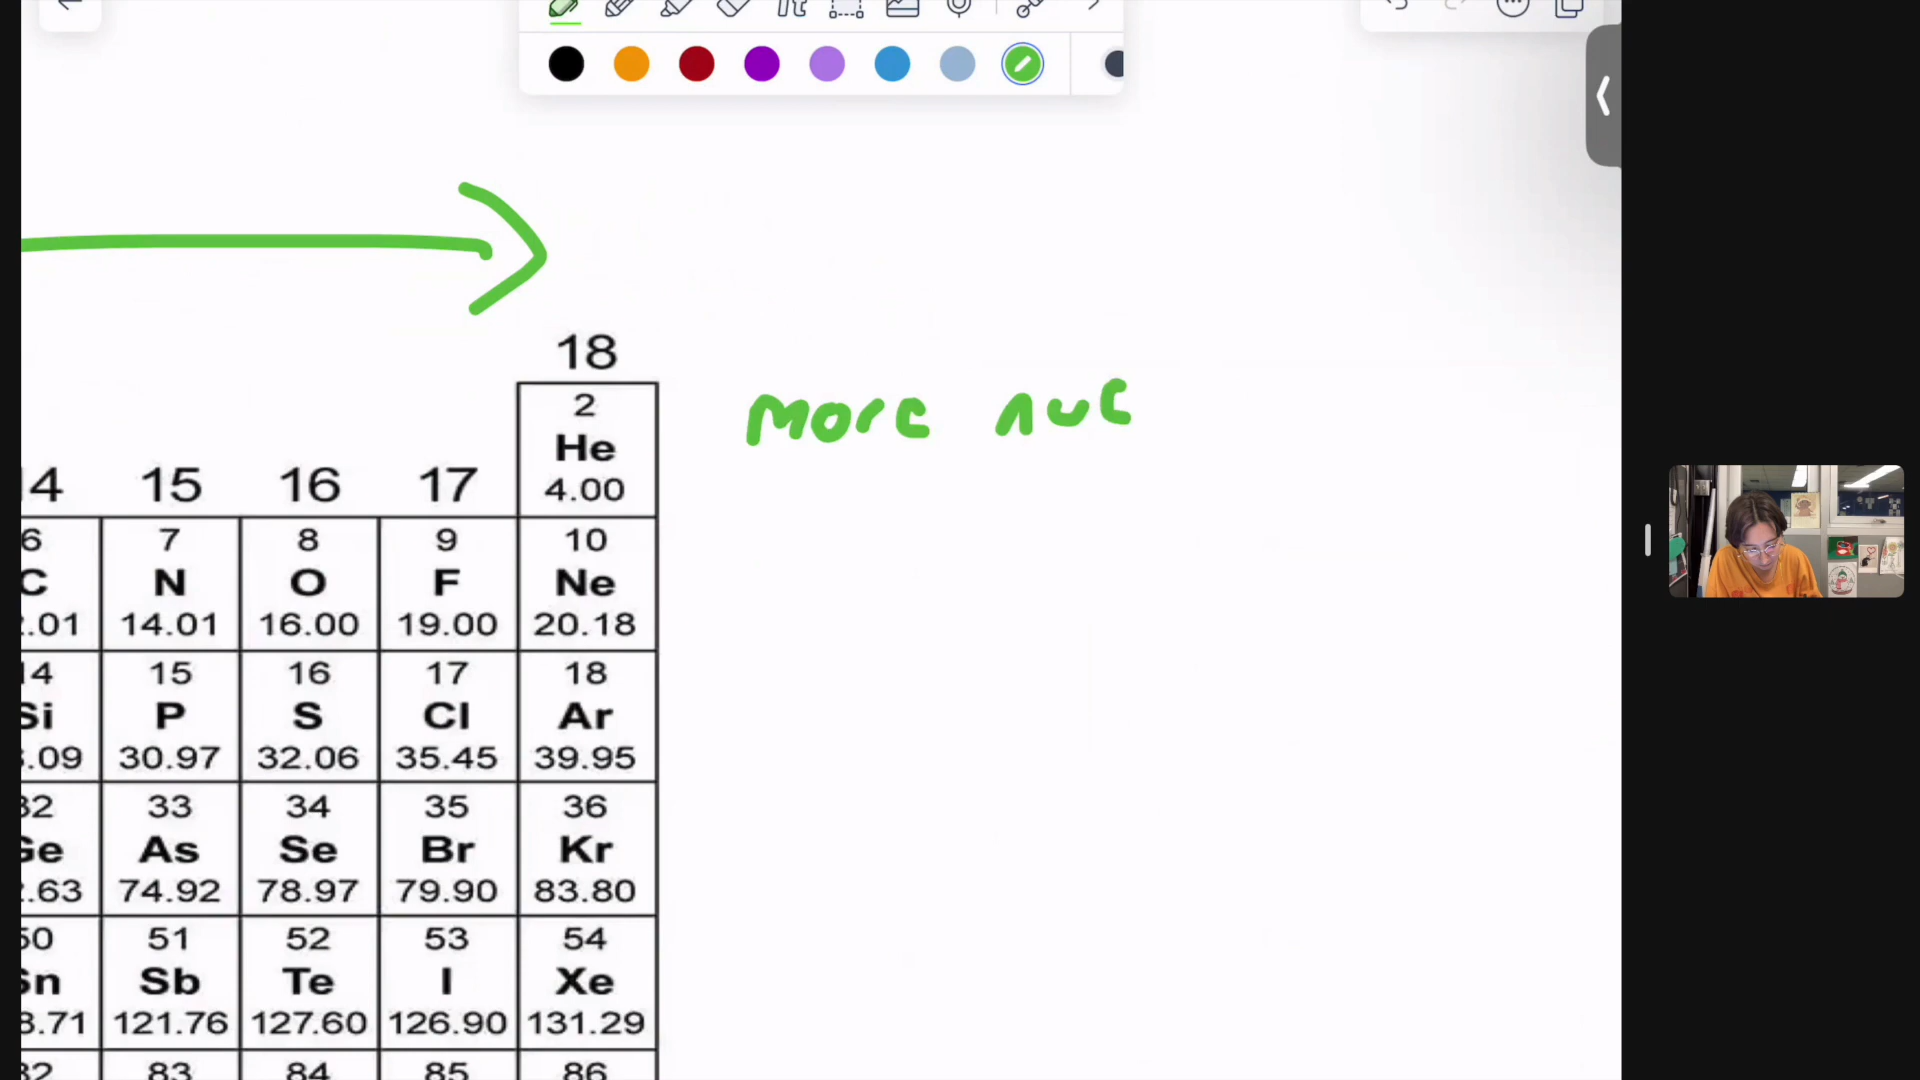 18
more nuc
2
He
4.00
14 15 16 17
6 7 8 9 10
C N O F Ne
.01 14.01 16.00 19.00 20.18
14 15 16 17 18
Si P S Cl Ar
.09 30.97 32.06 35.45 39.95
32 33 34 35 36
Ge As Se Br Kr
.63 74.92 78.97 79.90 83.80
50 51 52 53 54
Sn Sb Te I Xe
8.71 121.76 127.60 126.90 131.29
82 83 84 85 86